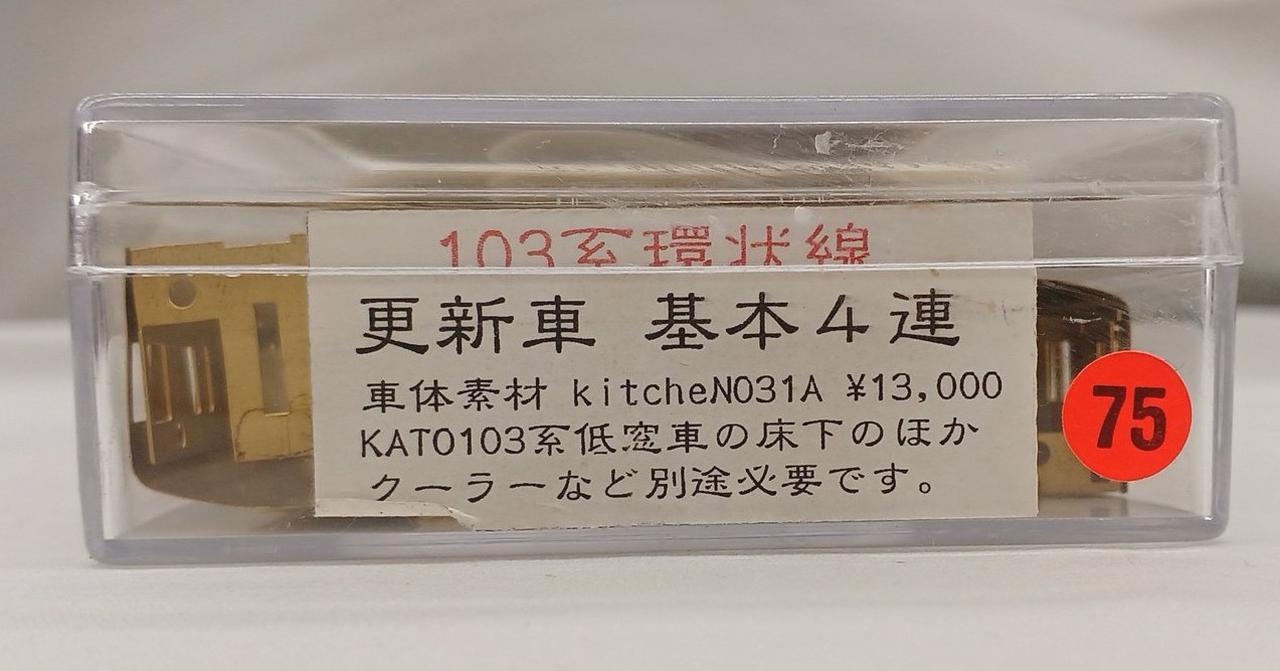 103系環状線
更新車 基本4連
車体素材 kitcheN031A ¥13,000
KATO103系低窓車の床下のほか
クーラーなど別途必要です。
75